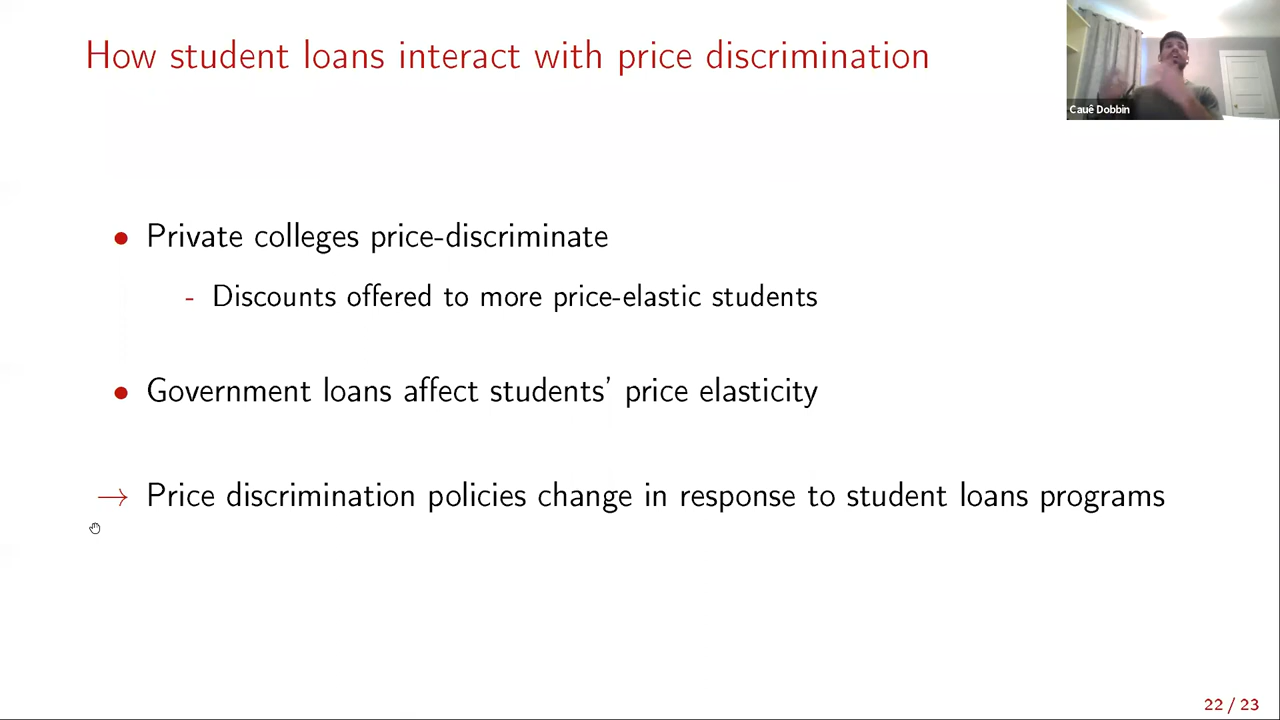 How student loans interact with price discrimination
Cauê Dobbin
• Private colleges price-discriminate
- Discounts offered to more price-elastic students
• Government loans affect students' price elasticity
→ Price discrimination policies change in response to student loans programs
22 / 23